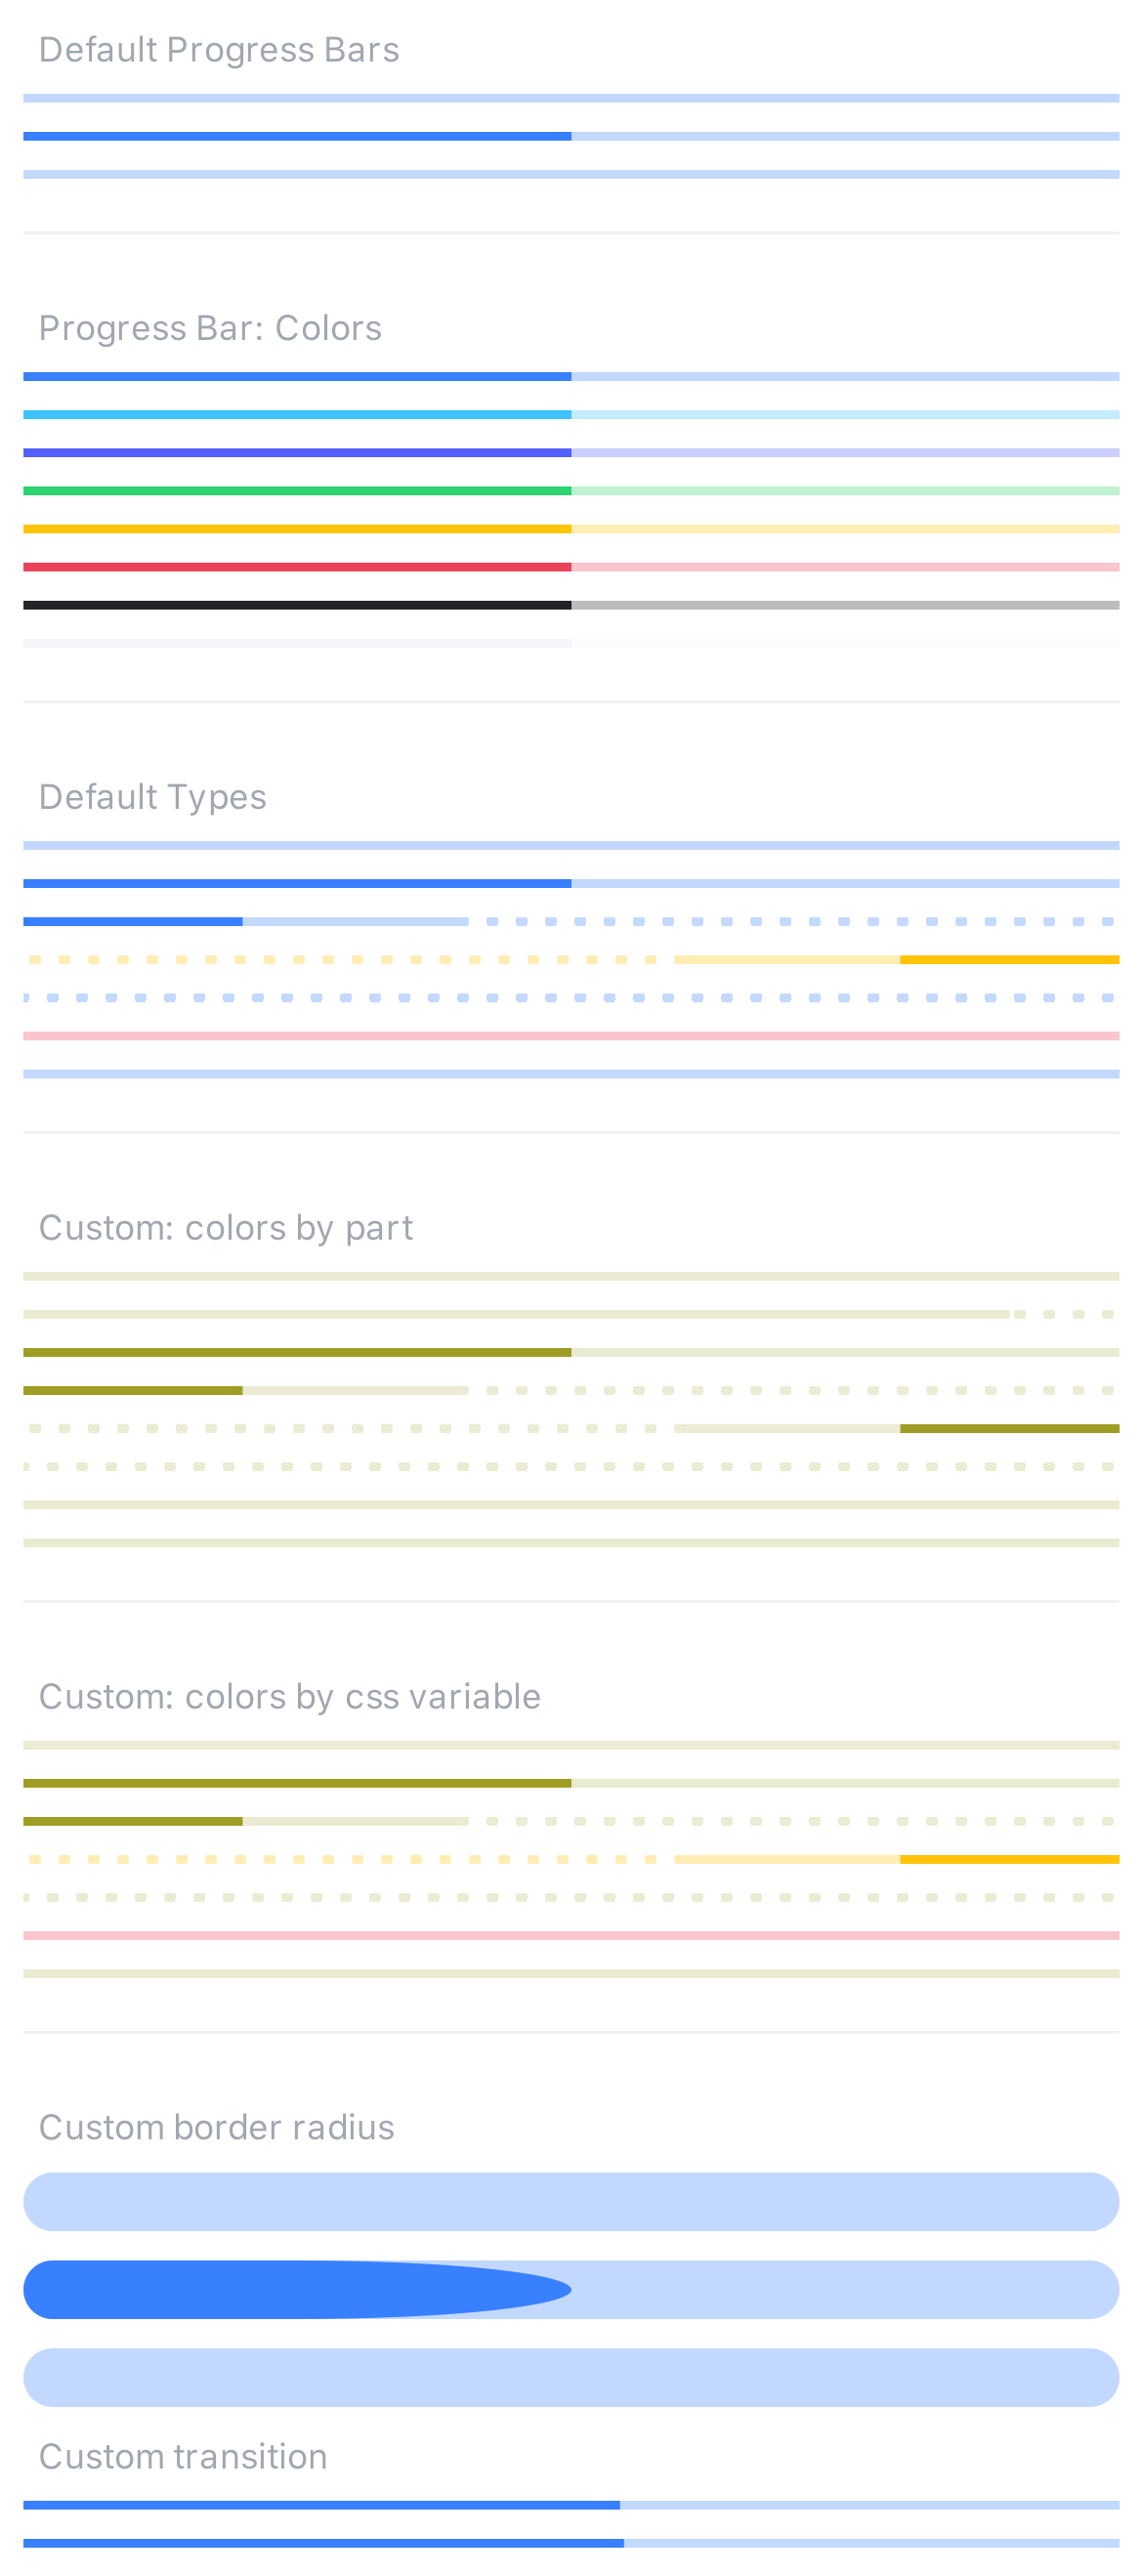 Default Progress Bars
Progress Bar: Colors
Default Types
Custom: colors by part
Custom: colors by css variable
Custom border radius
Custom transition